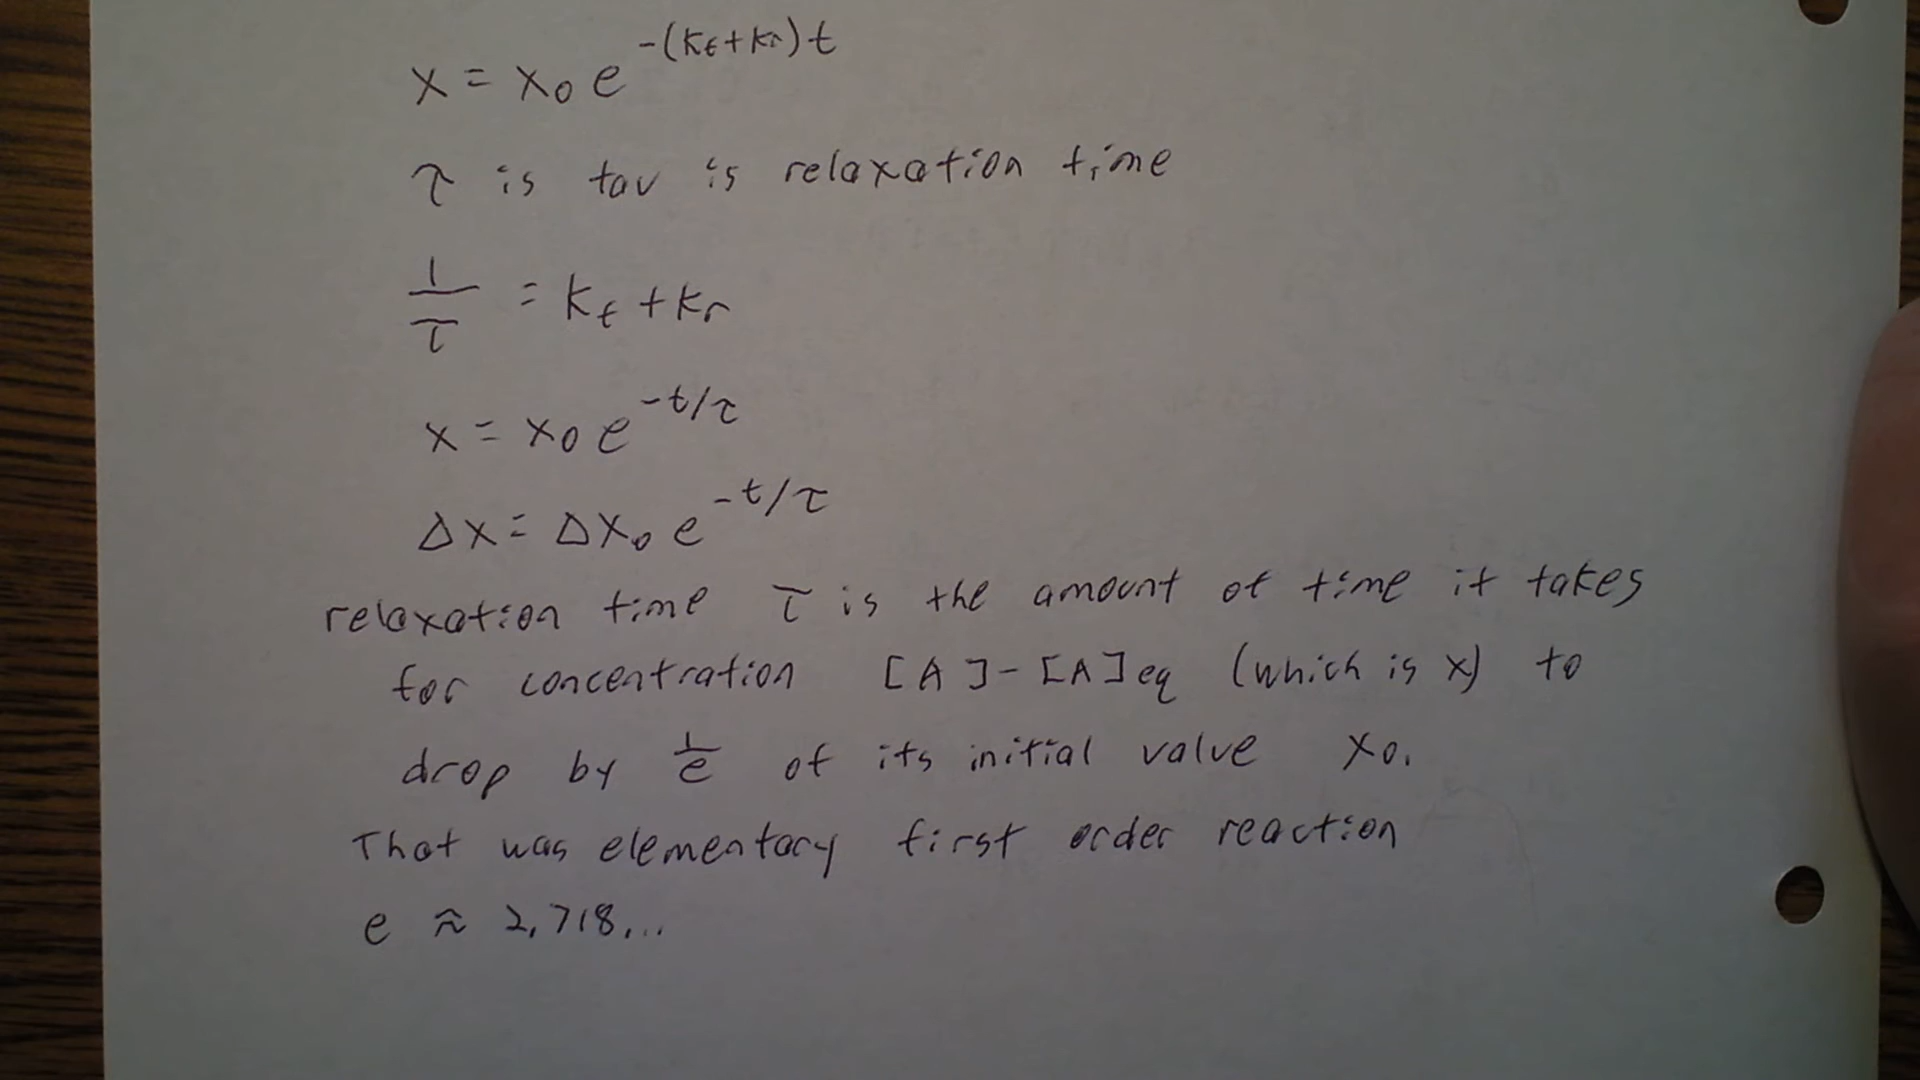 x = x₀ e^-(kf+kr)t
τ is tau is relaxation time
1/τ = kf + kr
x = x₀ e^-t/τ
Δx = Δx₀ e^-t/τ
relaxation time τ is the amount of time it takes
for concentration [A]-[A]eq (which is x) to
drop by 1/e of its initial value x₀.
That was elementary first order reaction
e ≈ 2.718...